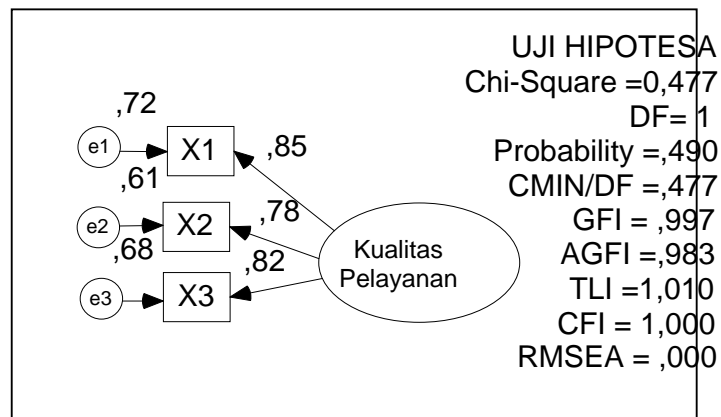 UJI HIPOTESA
Chi-Square =0,477
DF= 1
Probability =,490
CMIN/DF =,477
GFI = ,997
AGFI =,983
TLI =1,010
CFI = 1,000
RMSEA = ,000
,72
e1
X1
,85
,61
e2
X2
,78
,68
e3
X3
,82
Kualitas
Pelayanan